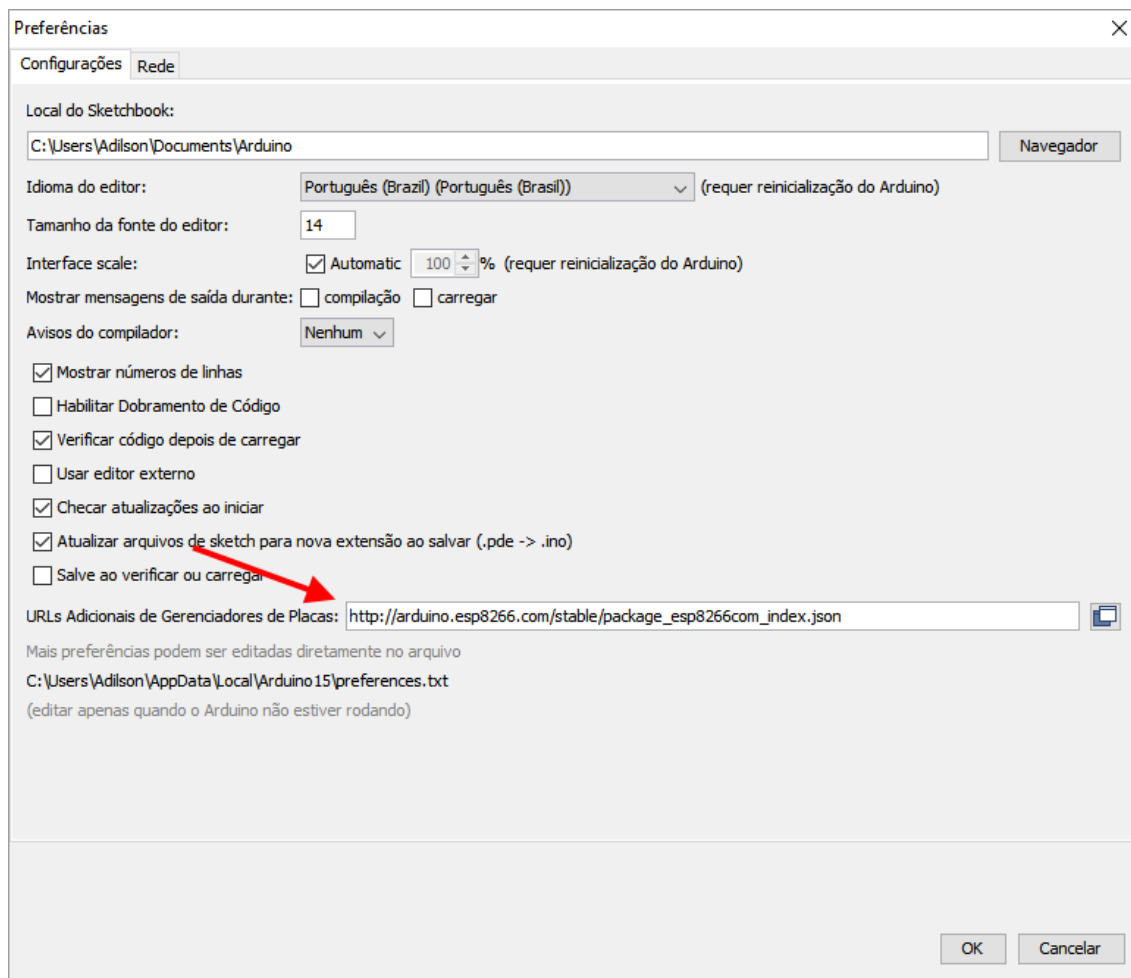 Preferências
Configurações Rede
Local do Sketchbook:
C:\Users\Adilson\Documents\Arduino Navegador
Idioma do editor: Português (Brazil) (Português (Brasil)) (requer reinicialização do Arduino)
Tamanho da fonte do editor: 14
Interface scale: Automatic 100 % (requer reinicialização do Arduino)
Mostrar mensagens de saída durante: compilação carregar
Avisos do compilador: Nenhum
Mostrar números de linhas
Habilitar Dobramento de Código
Verificar código depois de carregar
Usar editor externo
Checar atualizações ao iniciar
Atualizar arquivos de sketch para nova extensão ao salvar (.pde -> .ino)
Salve ao verificar ou carregar
URLs Adicionais de Gerenciadores de Placas: http://arduino.esp8266.com/stable/package_esp8266com_index.json
Mais preferências podem ser editadas diretamente no arquivo
C:\Users\Adilson\AppData\Local\Arduino15\preferences.txt
(editar apenas quando o Arduino não estiver rodando)
OK Cancelar